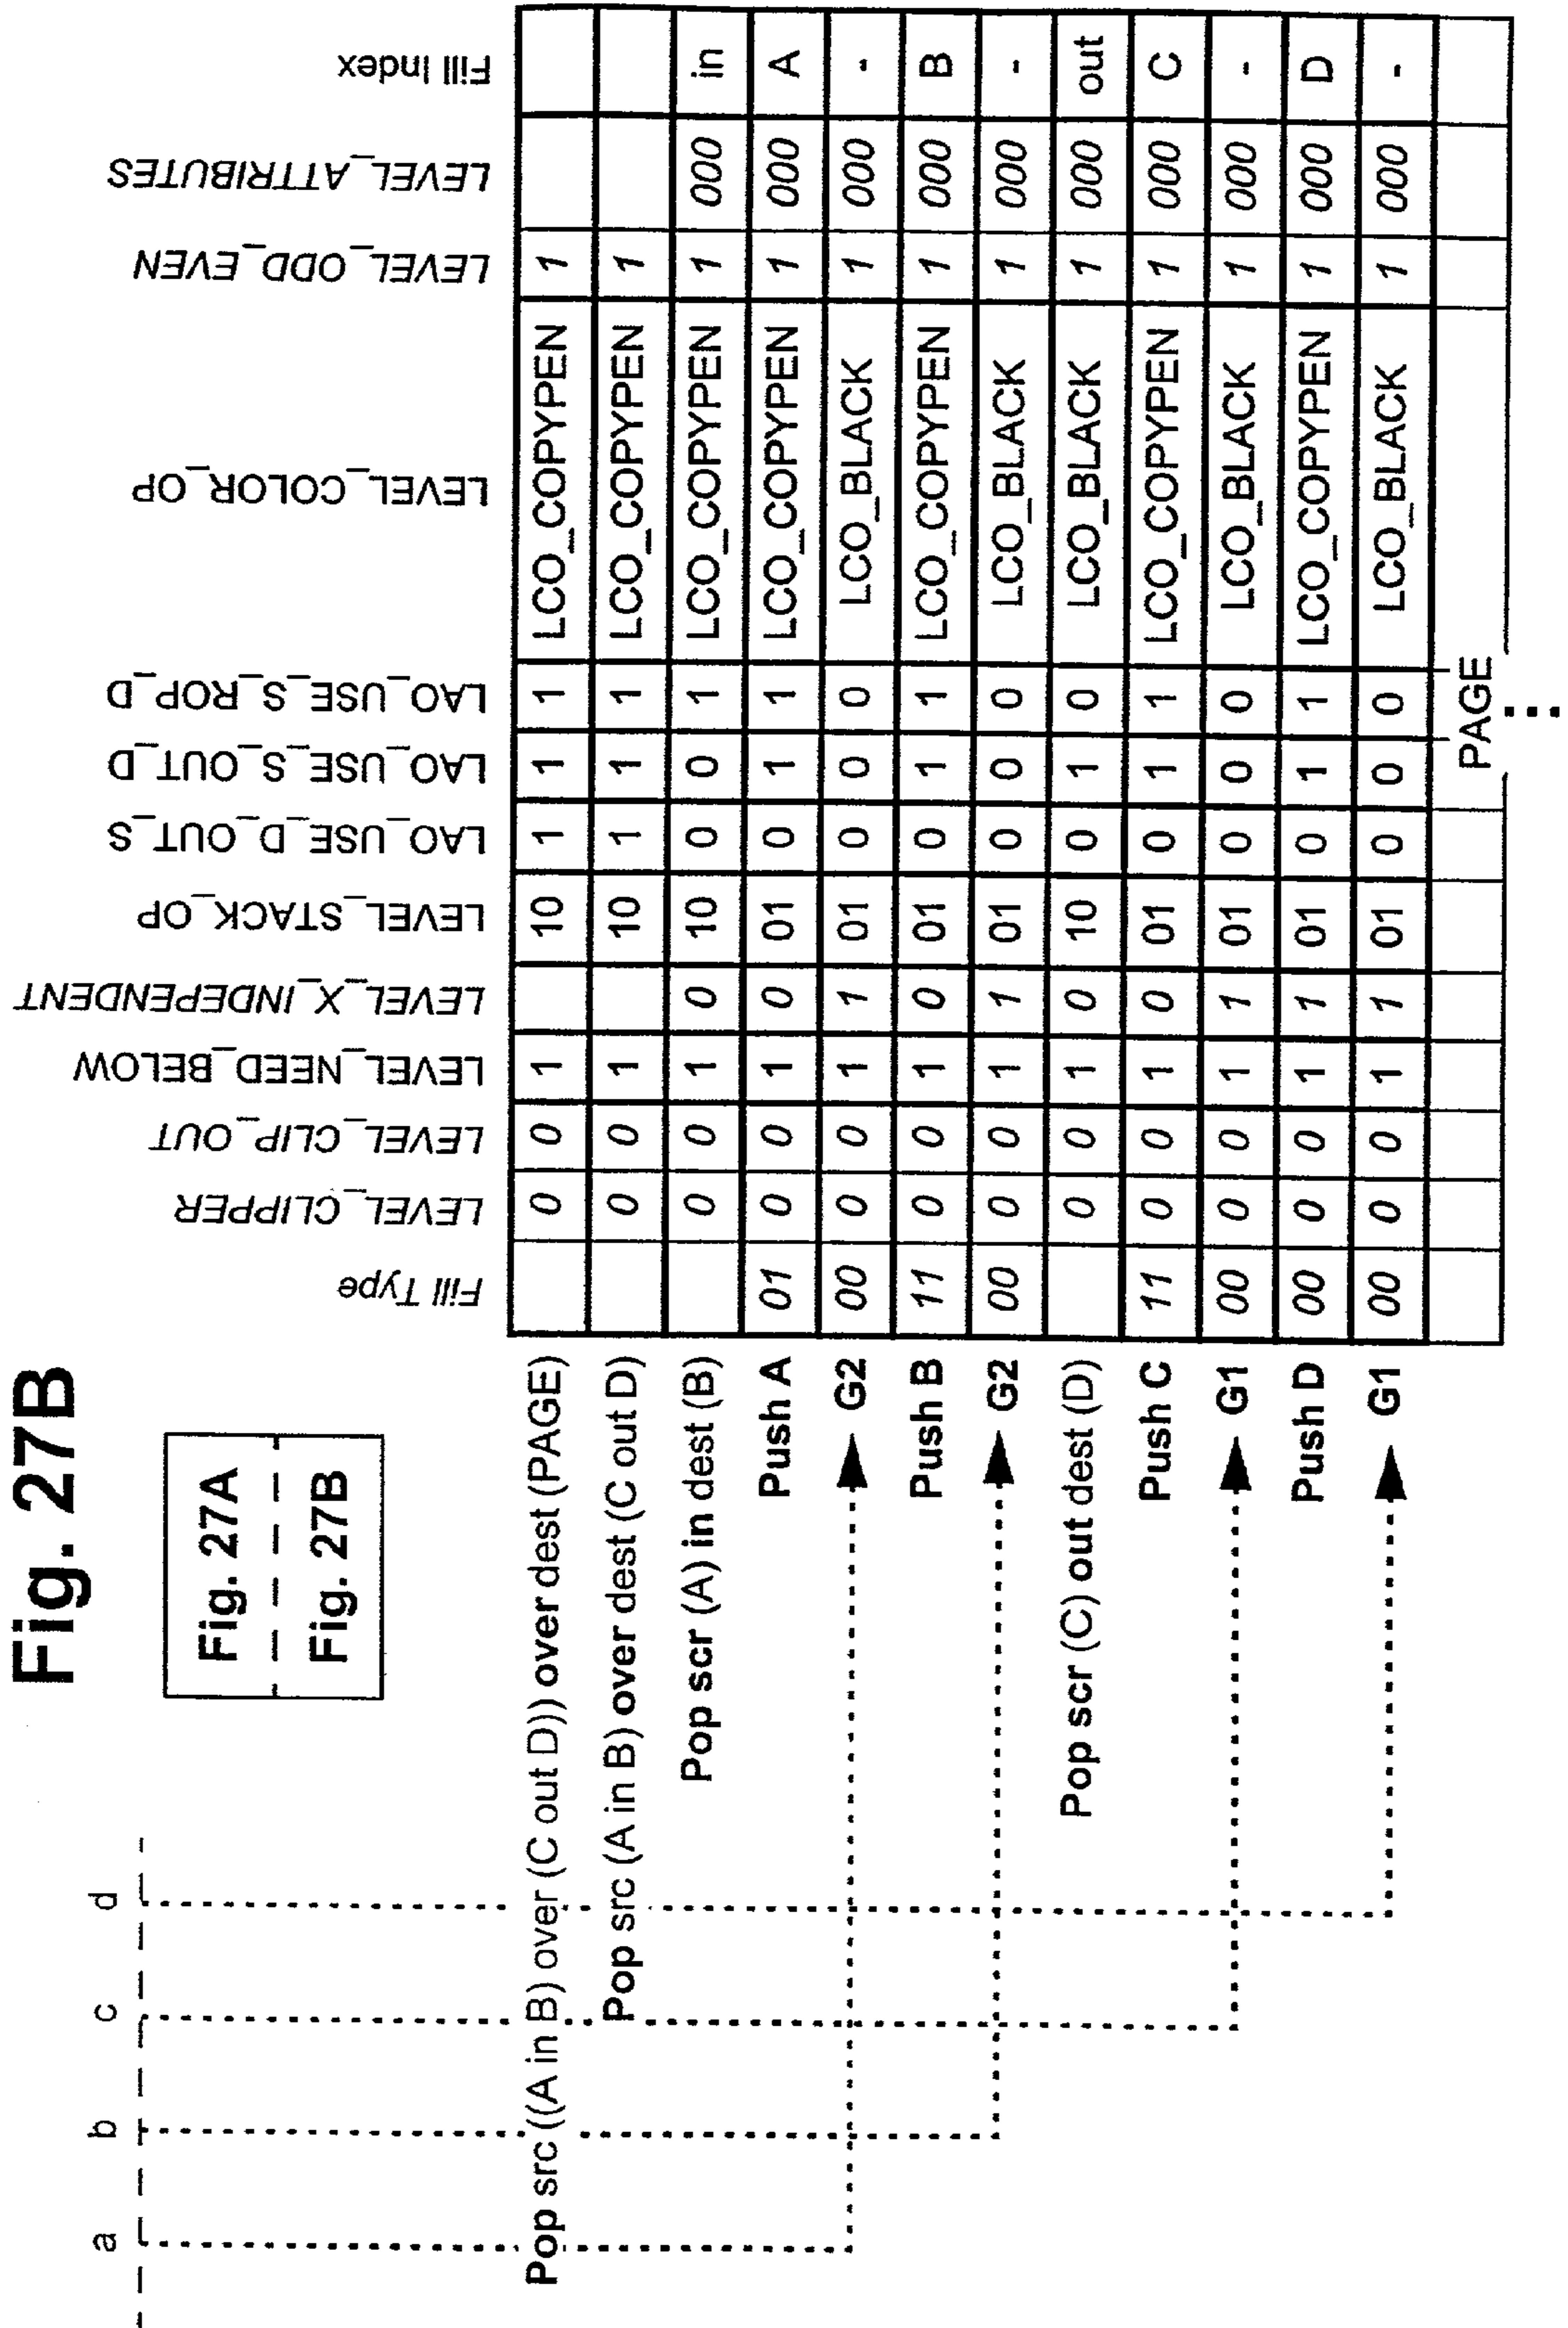 Fig. 27B
Fig. 27A
Fig. 27B
a b c d
Fill Type LEVEL_CLIPPER LEVEL_CLIP_OUT LEVEL_NEED_BELOW LEVEL_X_INDEPENDENT LEVEL_STACK_OP LAO_USE_D_OUT_S LAO_USE_S_OUT_D LAO_USE_S_ROP_D LEVEL_COLOR_OP LEVEL_ODD_EVEN LEVEL_ATTRIBUTES Fill Index
Pop src ((A in B) over (C out D)) over dest (PAGE) 0 0 1 10 1 1 1 LCO_COPYPEN 1
Pop src (A in B) over dest (C out D) 0 0 1 10 1 1 1 LCO_COPYPEN 1
Pop scr (A) in dest (B) 0 0 1 0 10 0 0 1 LCO_COPYPEN 1 000 in
Push A 01 0 0 1 0 01 0 1 1 LCO_COPYPEN 1 000 A
G2 00 0 0 1 1 01 0 0 0 LCO_BLACK 1 000 -
Push B 11 0 0 1 0 01 0 1 1 LCO_COPYPEN 1 000 B
G2 00 0 0 1 1 01 0 0 0 LCO_BLACK 1 000 -
Pop scr (C) out dest (D) 0 0 1 0 10 0 1 0 LCO_BLACK 1 000 out
Push C 11 0 0 1 0 01 0 1 1 LCO_COPYPEN 1 000 C
G1 00 0 0 1 1 01 0 0 0 LCO_BLACK 1 000 -
Push D 00 0 0 1 1 01 0 1 1 LCO_COPYPEN 1 000 D
G1 00 0 0 1 1 01 0 0 0 LCO_BLACK 1 000 -
PAGE
...